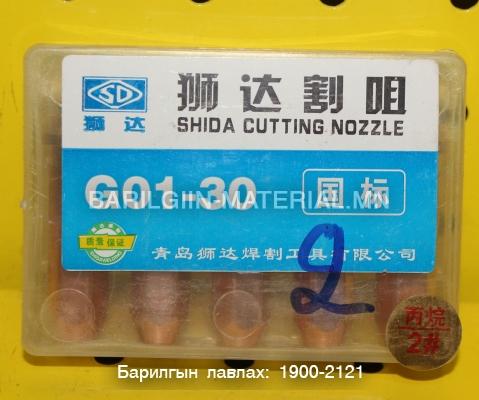 SD
狮达
狮达割咀
SHIDA CUTTING NOZZLE
G01-30
国标
BARILGIIN-MATERIAL.MN
质量保证
青岛狮达焊割工具有限公司
2
丙烷
2#
Барилгын лавлах: 1900-2121